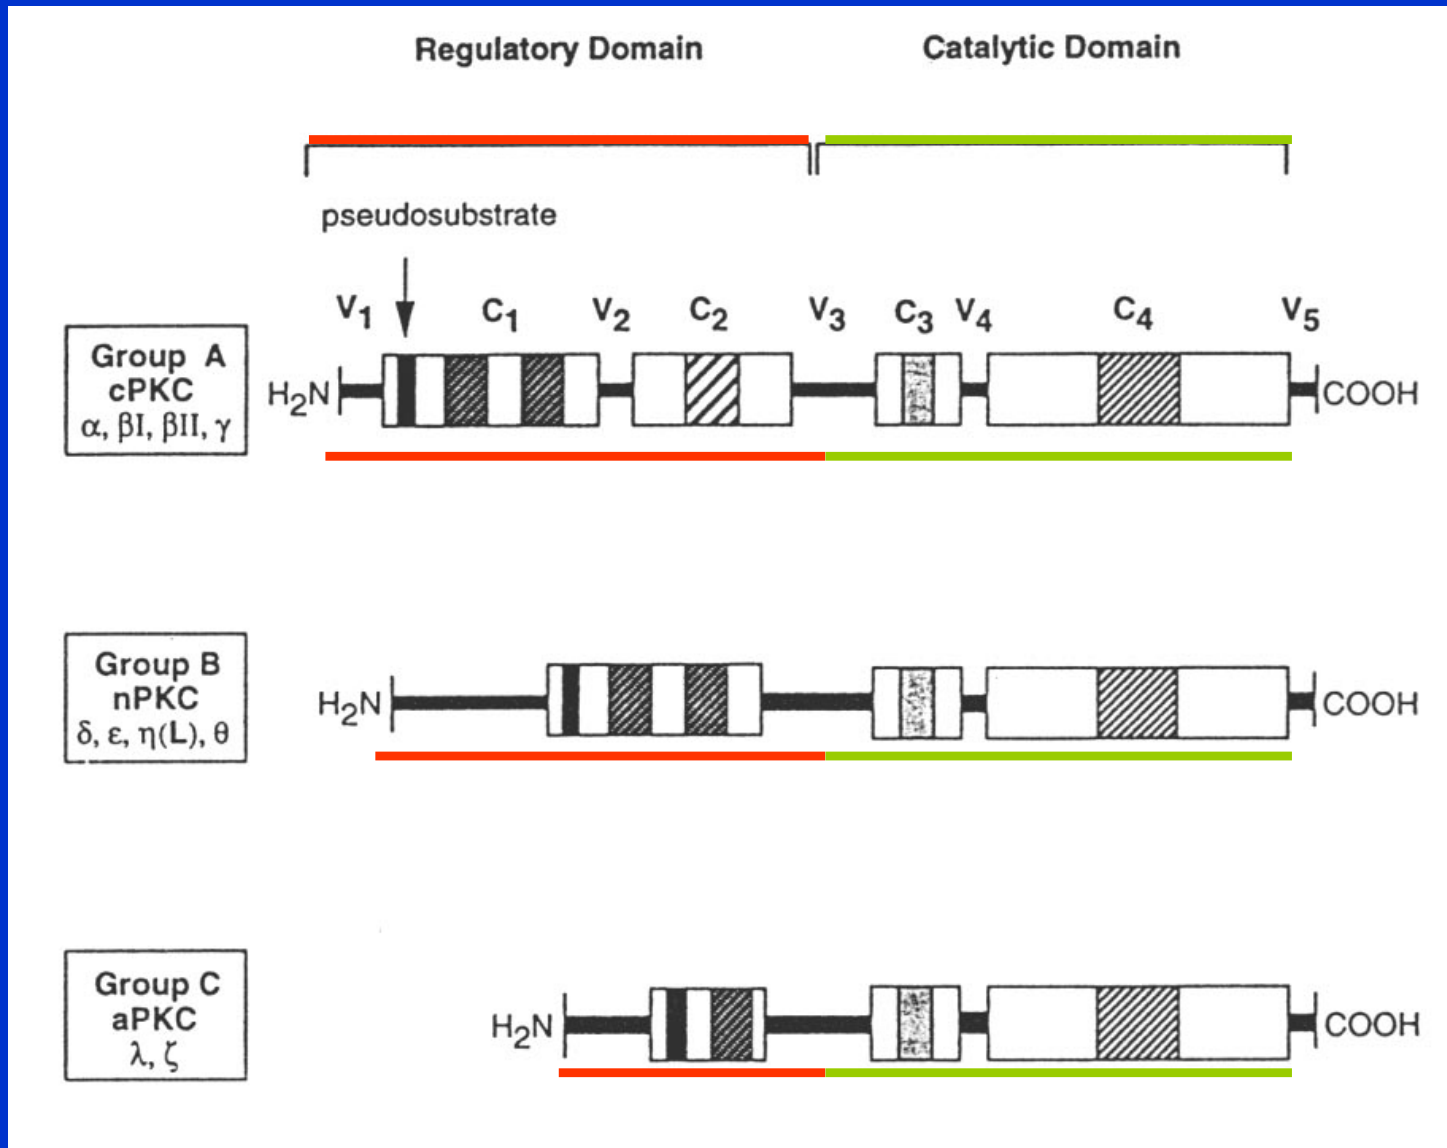 Regulatory Domain
Catalytic Domain
pseudosubstrate
V1 C1 V2 C2 V3 C3 V4 C4 V5
Group A
cPKC
α, βI, βII, γ
H2N
COOH
Group B
nPKC
δ, ε, η(L), θ
H2N
COOH
Group C
aPKC
λ, ζ
H2N
COOH